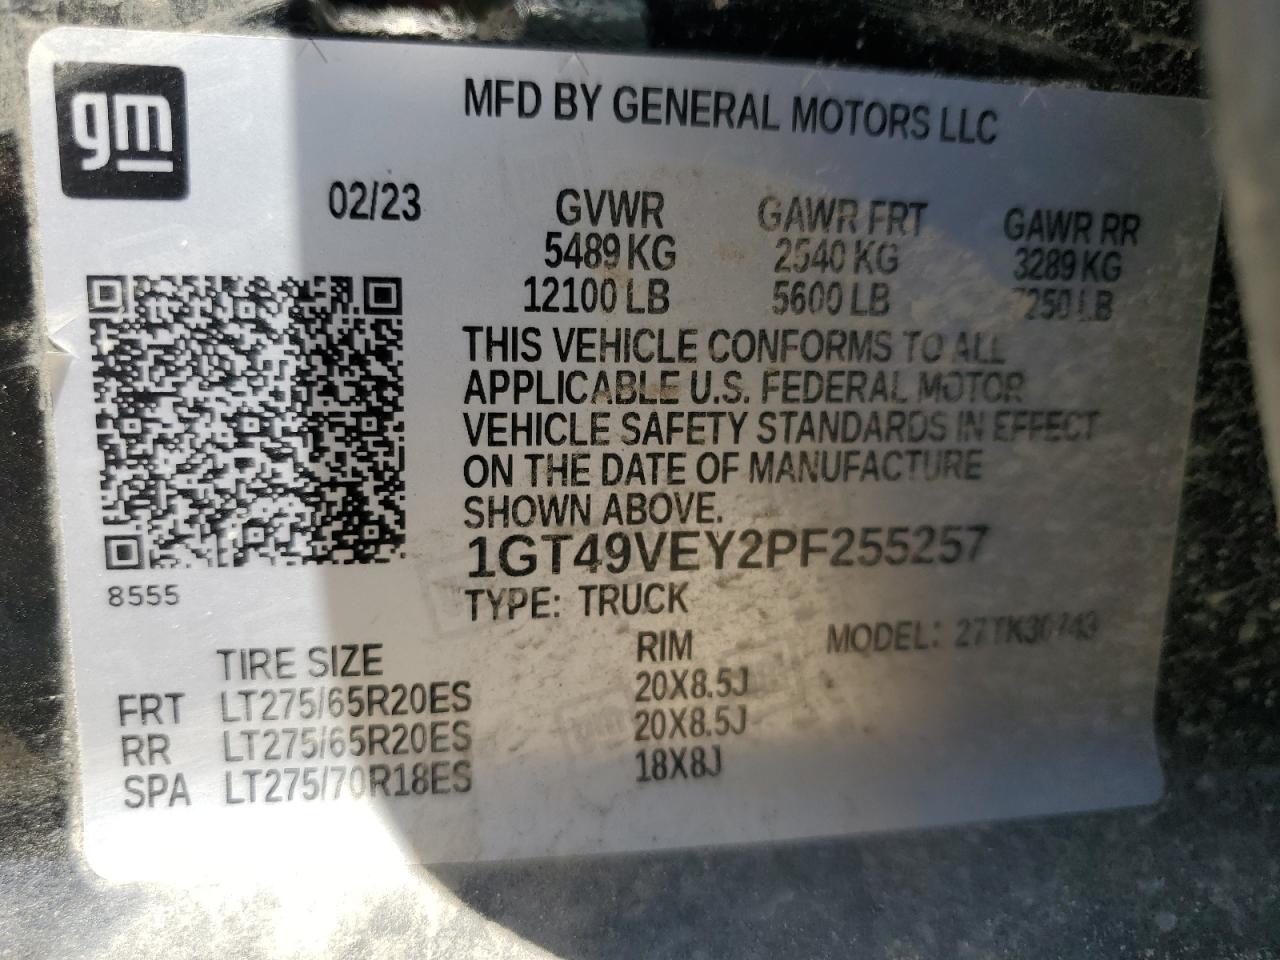 gm
MFD BY GENERAL MOTORS LLC
02/23 GVWR GAWR FRT GAWR RR
5489 KG 2540 KG 3289 KG
12100 LB 5600 LB 7250 LB
THIS VEHICLE CONFORMS TO ALL
APPLICABLE U.S. FEDERAL MOTOR
VEHICLE SAFETY STANDARDS IN EFFECT
ON THE DATE OF MANUFACTURE
SHOWN ABOVE.
1GT49VEY2PF255257
8555
TYPE: TRUCK
TIRE SIZE RIM MODEL:
FRT LT275/65R20ES 20X8.5J
RR LT275/65R20ES 20X8.5J
SPA LT275/70R18ES 18X8J